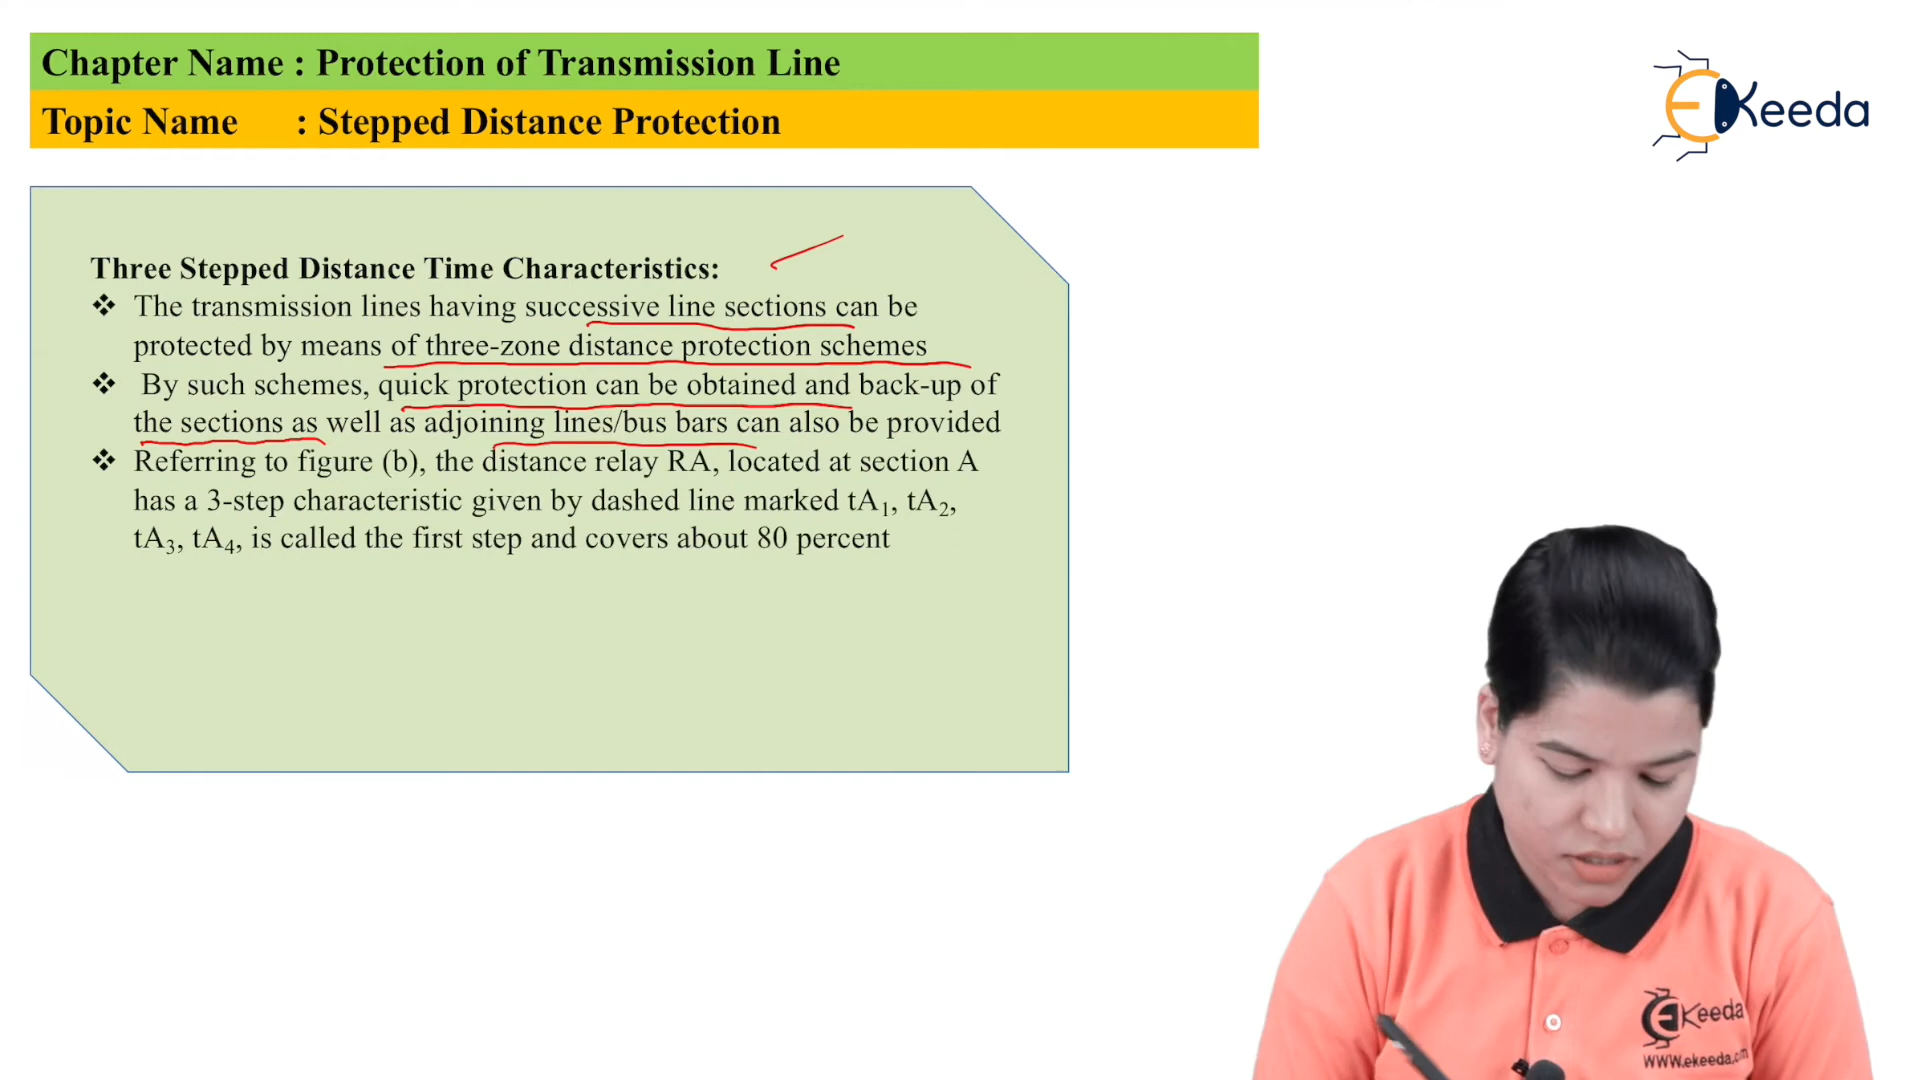 Chapter Name : Protection of Transmission Line
Topic Name : Stepped Distance Protection
EKeeda
Three Stepped Distance Time Characteristics:
❖ The transmission lines having successive line sections can be
protected by means of three-zone distance protection schemes
❖ By such schemes, quick protection can be obtained and back-up of
the sections as well as adjoining lines/bus bars can also be provided
❖ Referring to figure (b), the distance relay RA, located at section A
has a 3-step characteristic given by dashed line marked tA₁, tA₂,
tA₃, tA₄, is called the first step and covers about 80 percent
EKeeda
www.ekeeda.com